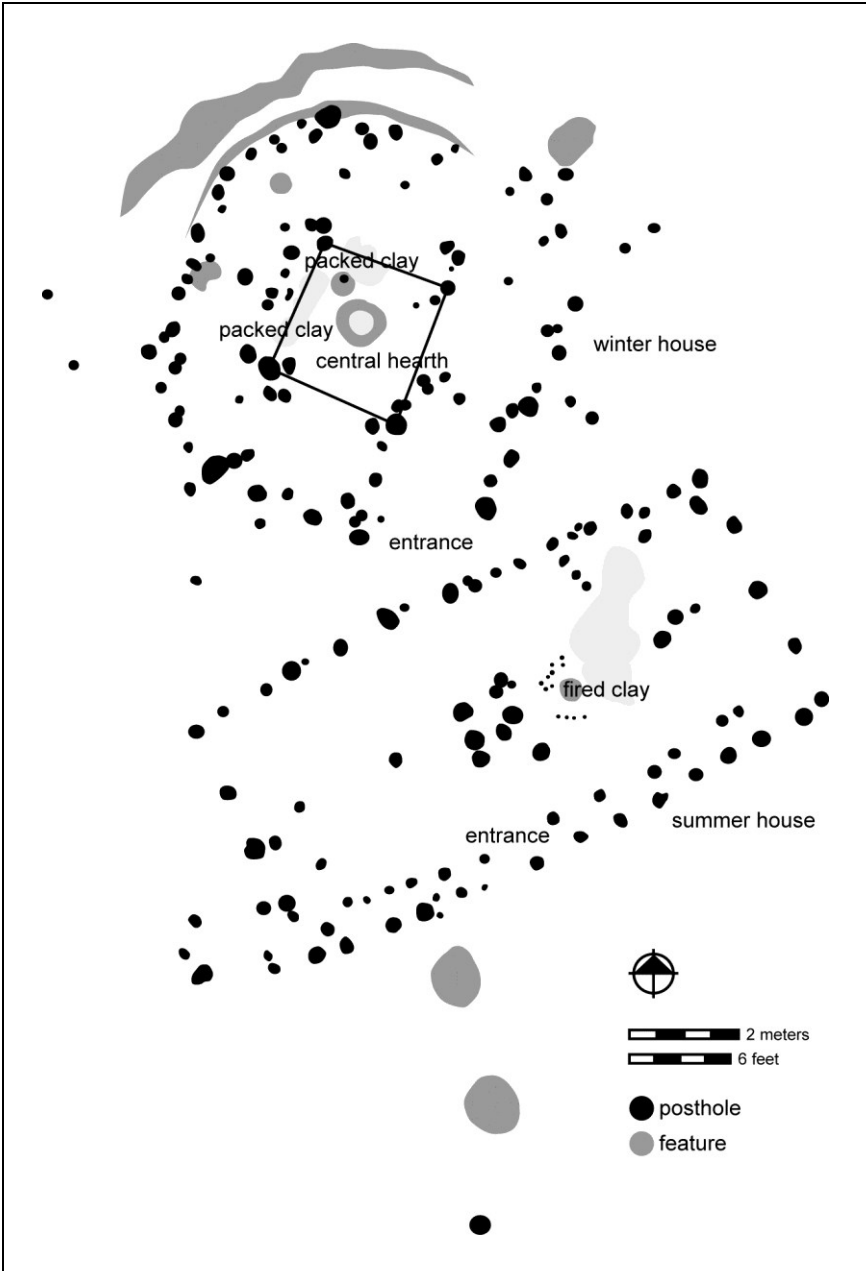 packed clay
packed clay
winter house
central hearth
entrance
fired clay
summer house
entrance
2 meters
6 feet
posthole
feature